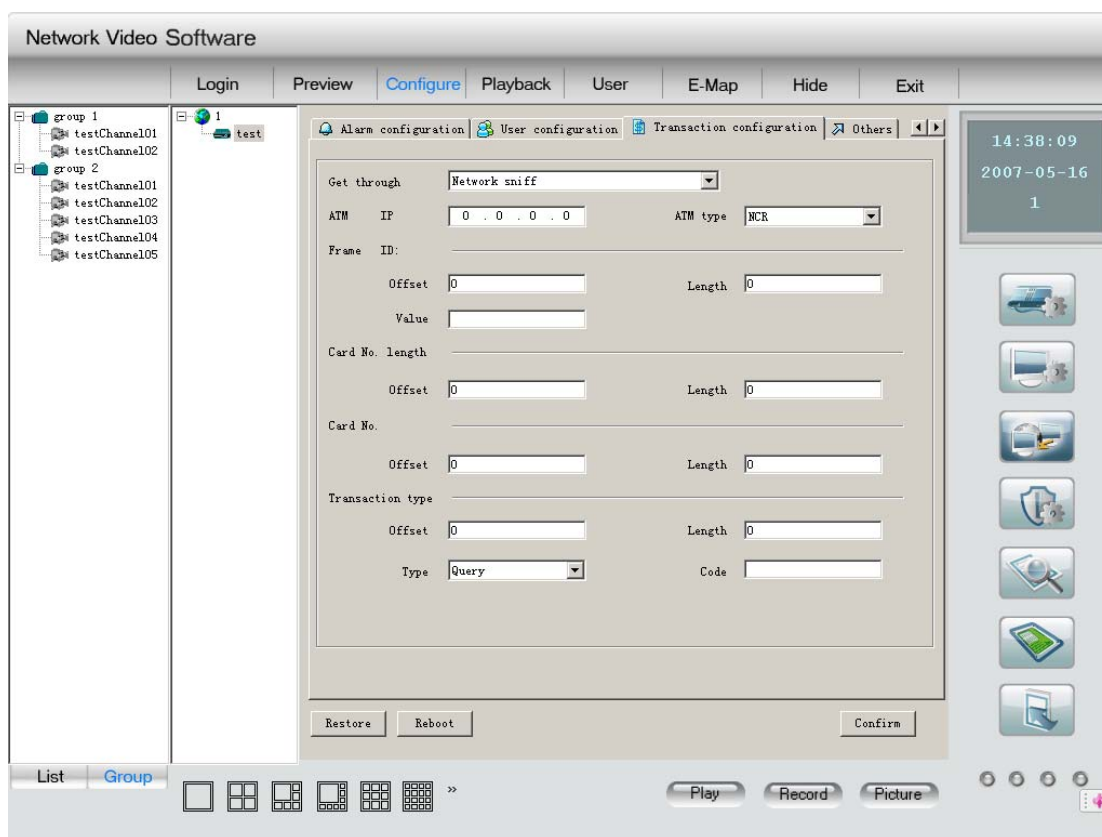 Network Video Software
Login Preview Configure Playback User E-Map Hide Exit
group 1
testChannel01
testChannel02
group 2
testChannel01
testChannel02
testChannel03
testChannel04
testChannel05
1
test
Alarm configuration User configuration Transaction configuration Others
Get through Network sniff
ATM IP 0 . 0 . 0 . 0 ATM type NCR
Frame ID:
Offset 0 Length 0
Value
Card No. length
Offset 0 Length 0
Card No.
Offset 0 Length 0
Transaction type
Offset 0 Length 0
Type Query Code
Restore Reboot Confirm
14:38:09
2007-05-16
1
List Group
» Play Record Picture